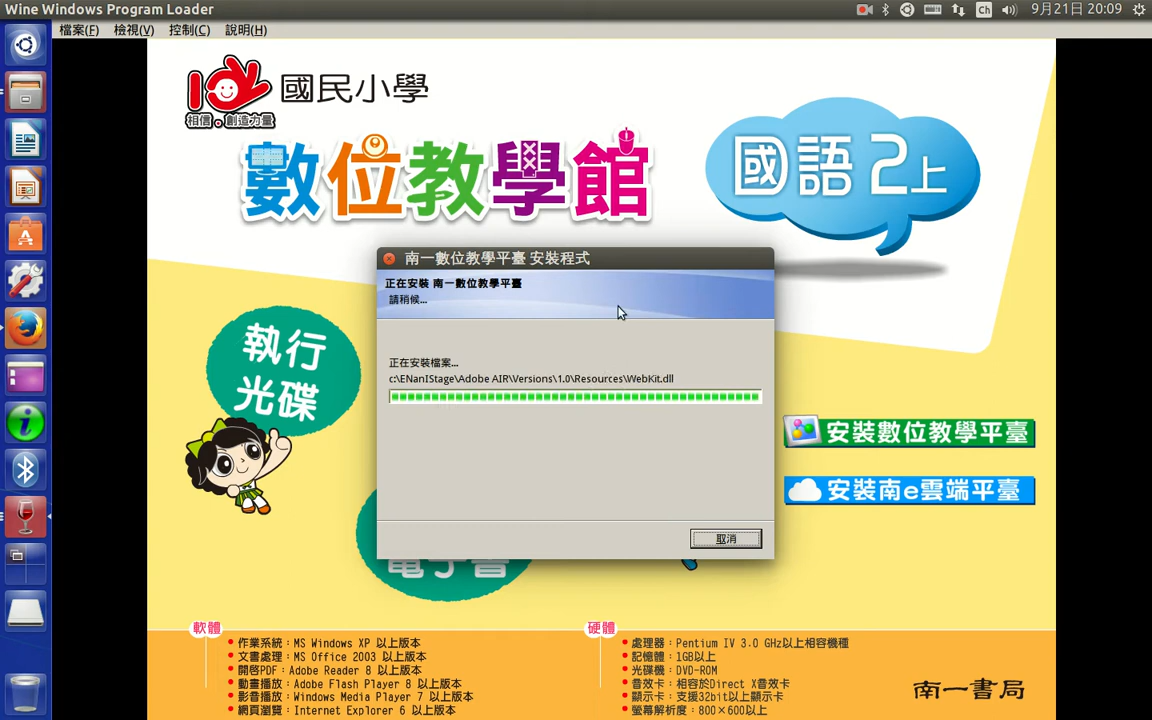 Wine Windows Program Loader
Ch
9月21日 20:09
檔案(F) 檢視(V) 控制(C) 說明(H)
國民小學
相信.創造力量
數位教學館
國語2上
南一數位教學平臺 安裝程式
正在安裝 南一數位教學平臺
請稍候...
正在安裝檔案...
c:\ENanIStage\Adobe AIR\Versions\1.0\Resources\WebKit.dll
取消
執行
光碟
安裝數位教學平臺
安裝南e雲端平臺
電子書
軟體
作業系統：MS Windows XP 以上版本
文書處理：MS Office 2003 以上版本
開啓PDF：Adobe Reader 8 以上版本
動畫播放：Adobe Flash Player 8 以上版本
影音播放：Windows Media Player 7 以上版本
網頁瀏覽：Internet Explorer 6 以上版本
硬體
處理器：Pentium IV 3.0 GHz以上相容機種
記憶體：1GB以上
光碟機：DVD-ROM
音效卡：相容於Direct X音效卡
顯示卡：支援32bit以上顯示卡
螢幕解析度：800×600以上
南一書局